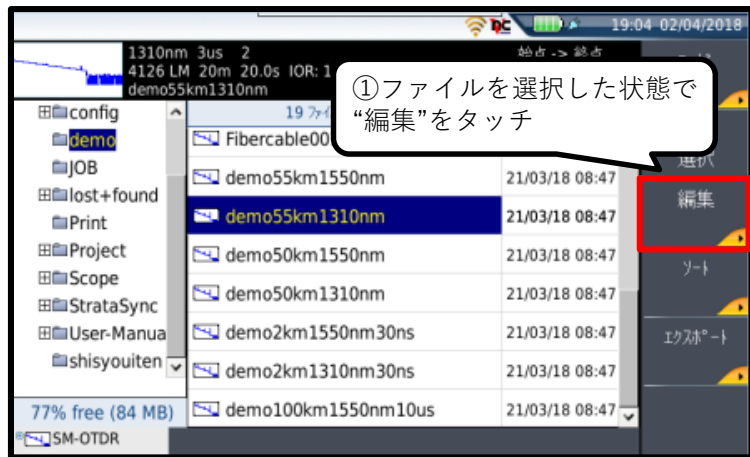 19:04 02/04/2018
1310nm 3us 2
始点 -> 終点
4126 LM 20m 20.0s IOR: 1
demo55km1310nm
①ファイルを選択した状態で
“編集”をタッチ
config
demo
JOB
lost+found
Print
Project
Scope
StrataSync
User-Manua
shisyouiten
77% free (84 MB)
SM-OTDR
19 ファイ
Fibercable00
demo55km1550nm 21/03/18 08:47
demo55km1310nm 21/03/18 08:47
demo50km1550nm 21/03/18 08:47
demo50km1310nm 21/03/18 08:47
demo2km1550nm30ns 21/03/18 08:47
demo2km1310nm30ns 21/03/18 08:47
demo100km1550nm10us 21/03/18 08:47
選択
編集
ソート
エクスポート